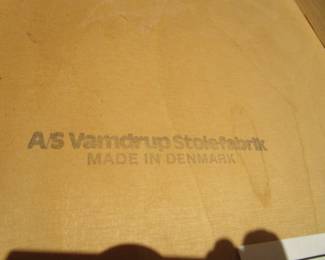 A/S Vamdrup Stolefabrik
MADE IN DENMARK